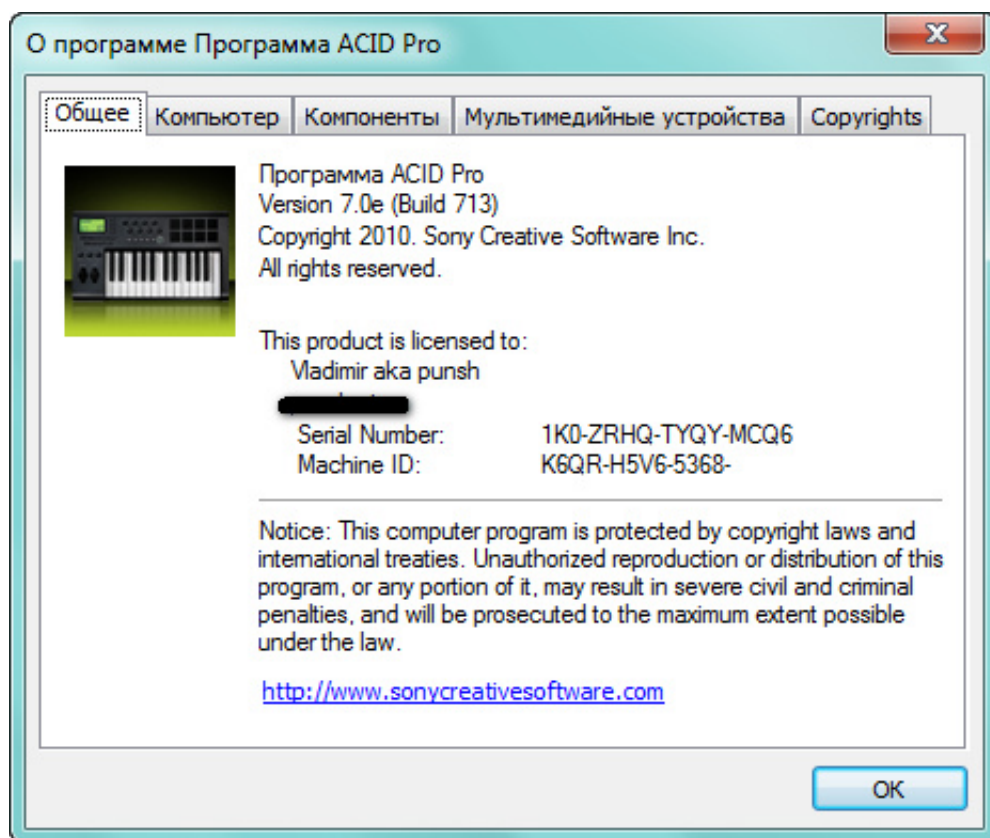 О программе Программа ACID Pro
Общее Компьютер Компоненты Мультимедийные устройства Copyrights
Программа ACID Pro
Version 7.0e (Build 713)
Copyright 2010. Sony Creative Software Inc.
All rights reserved.
This product is licensed to:
Vladimir aka punsh
Serial Number: 1K0-ZRHQ-TYQY-MCQ6
Machine ID: K6QR-H5V6-5368-
Notice: This computer program is protected by copyright laws and
international treaties. Unauthorized reproduction or distribution of this
program, or any portion of it, may result in severe civil and criminal
penalties, and will be prosecuted to the maximum extent possible
under the law.
http://www.sonycreativesoftware.com
OK